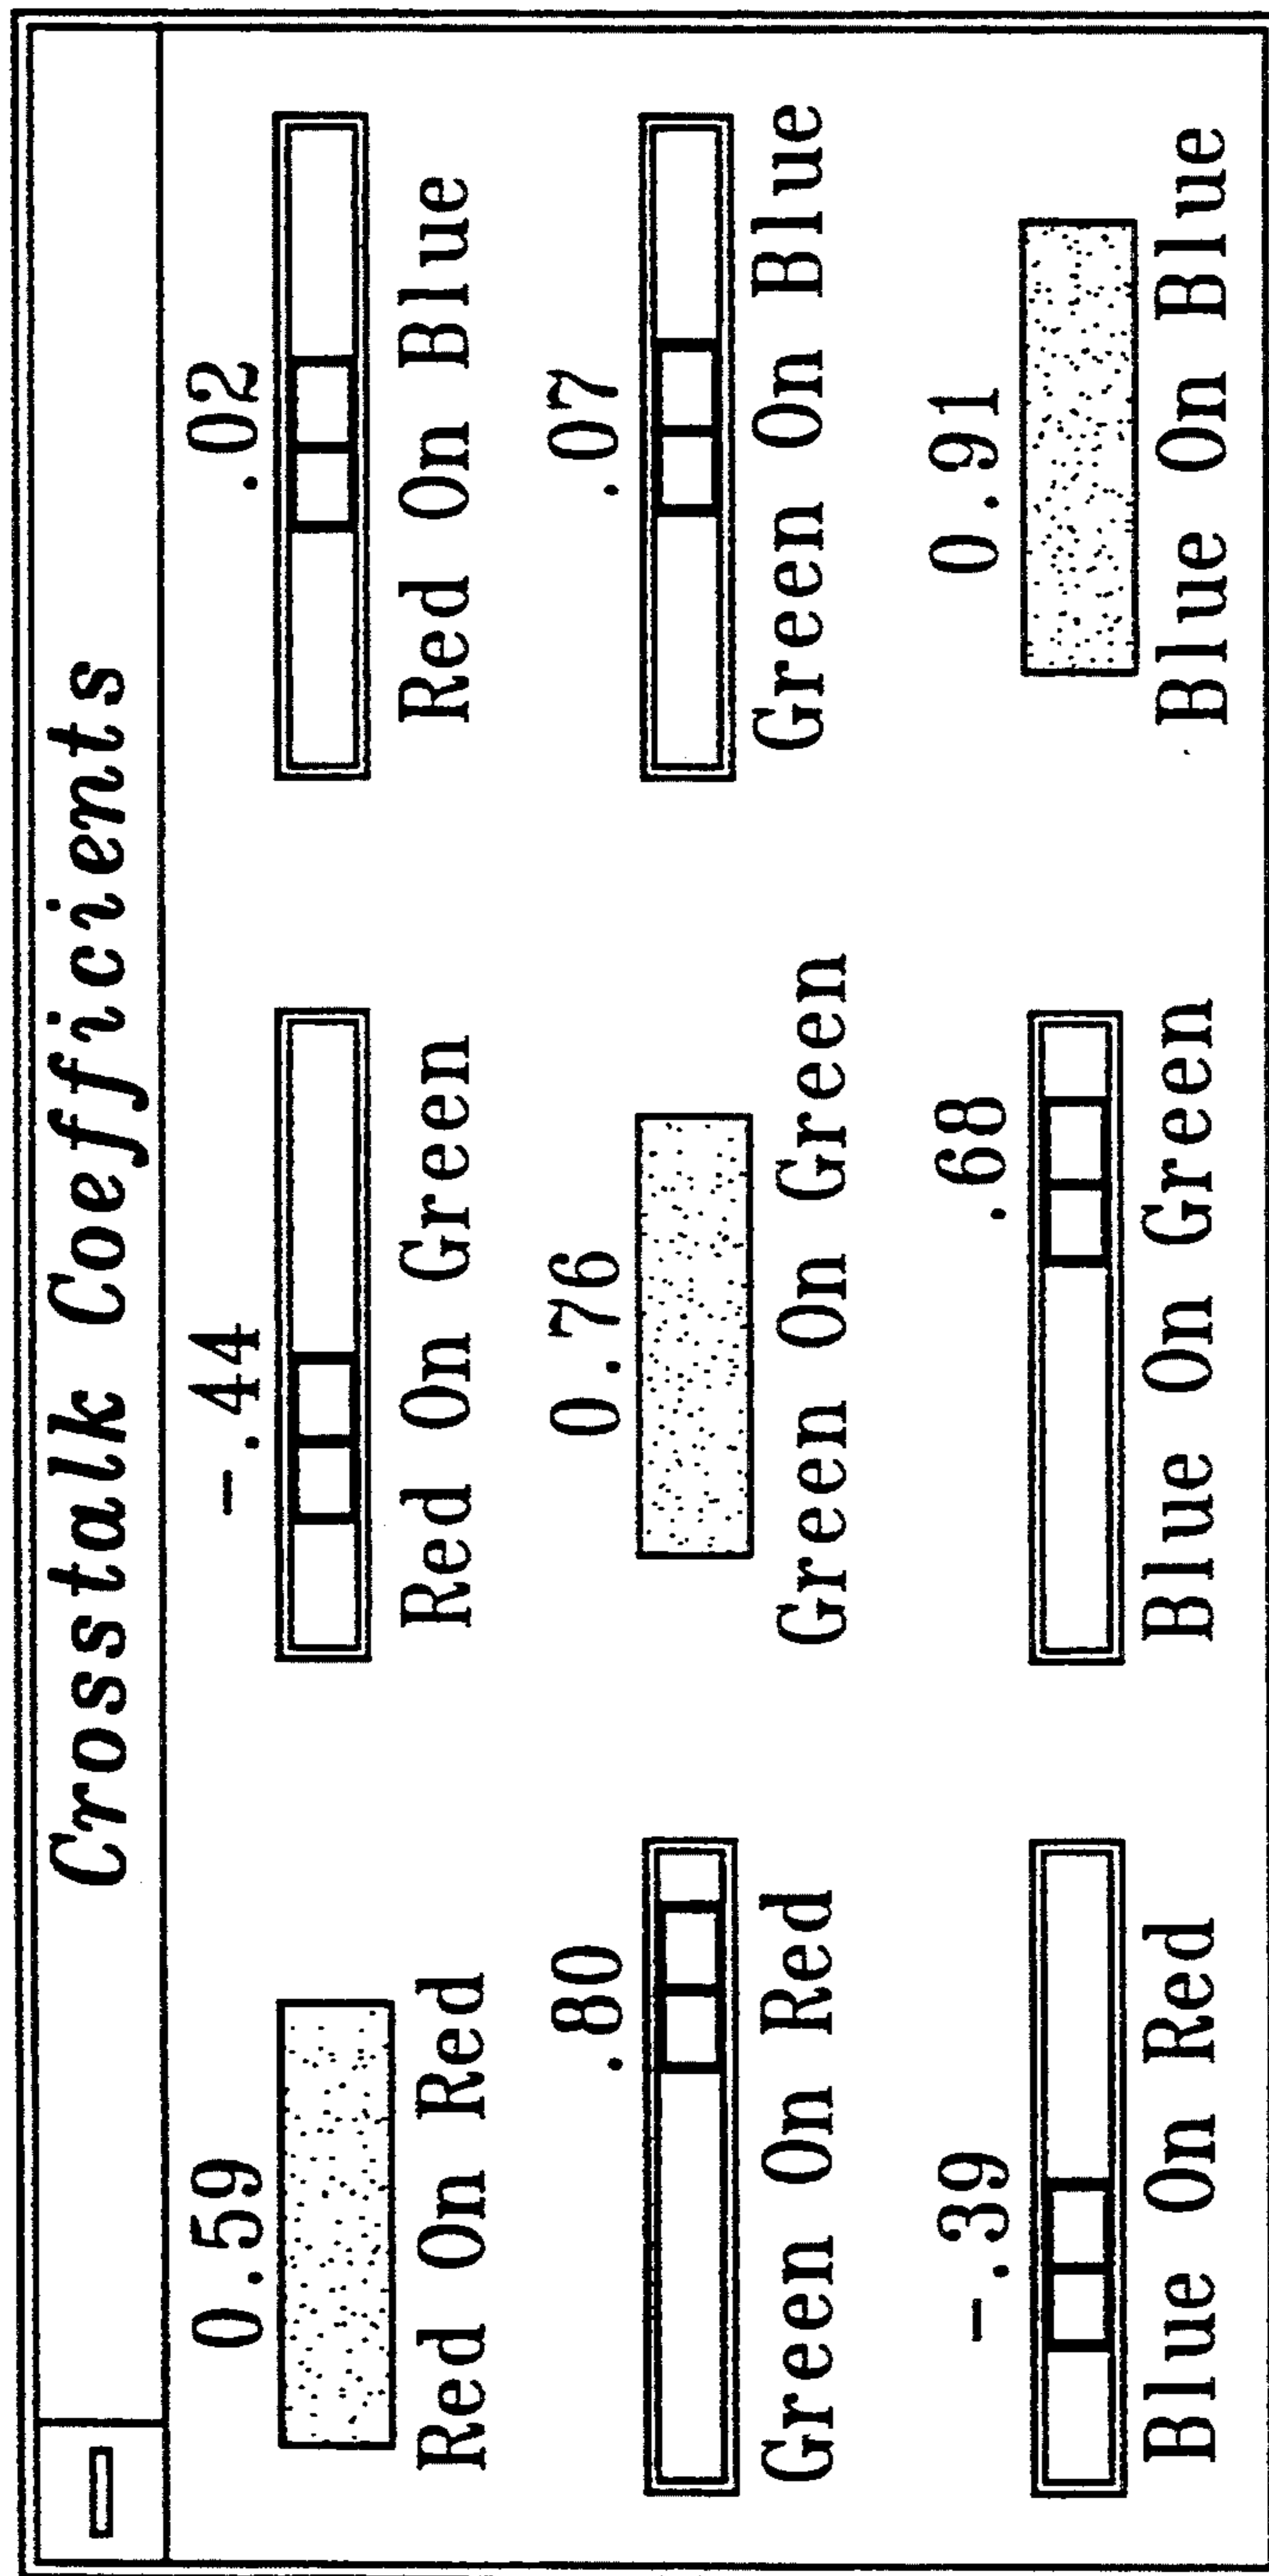 Crosstalk Coefficients
0.59 -.44 .02
Red On Red Red On Green Red On Blue
.80 0.76 .07
Green On Red Green On Green Green On Blue
-.39 .68 0.91
Blue On Red Blue On Green Blue On Blue